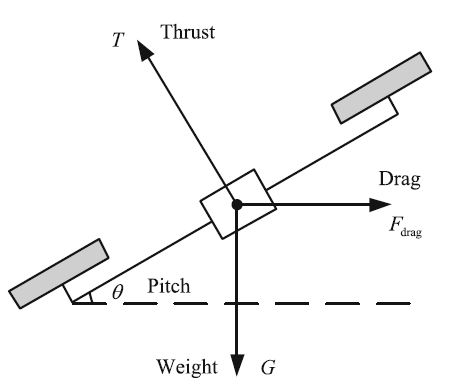 T Thrust
Drag
F_drag
θ Pitch
Weight G